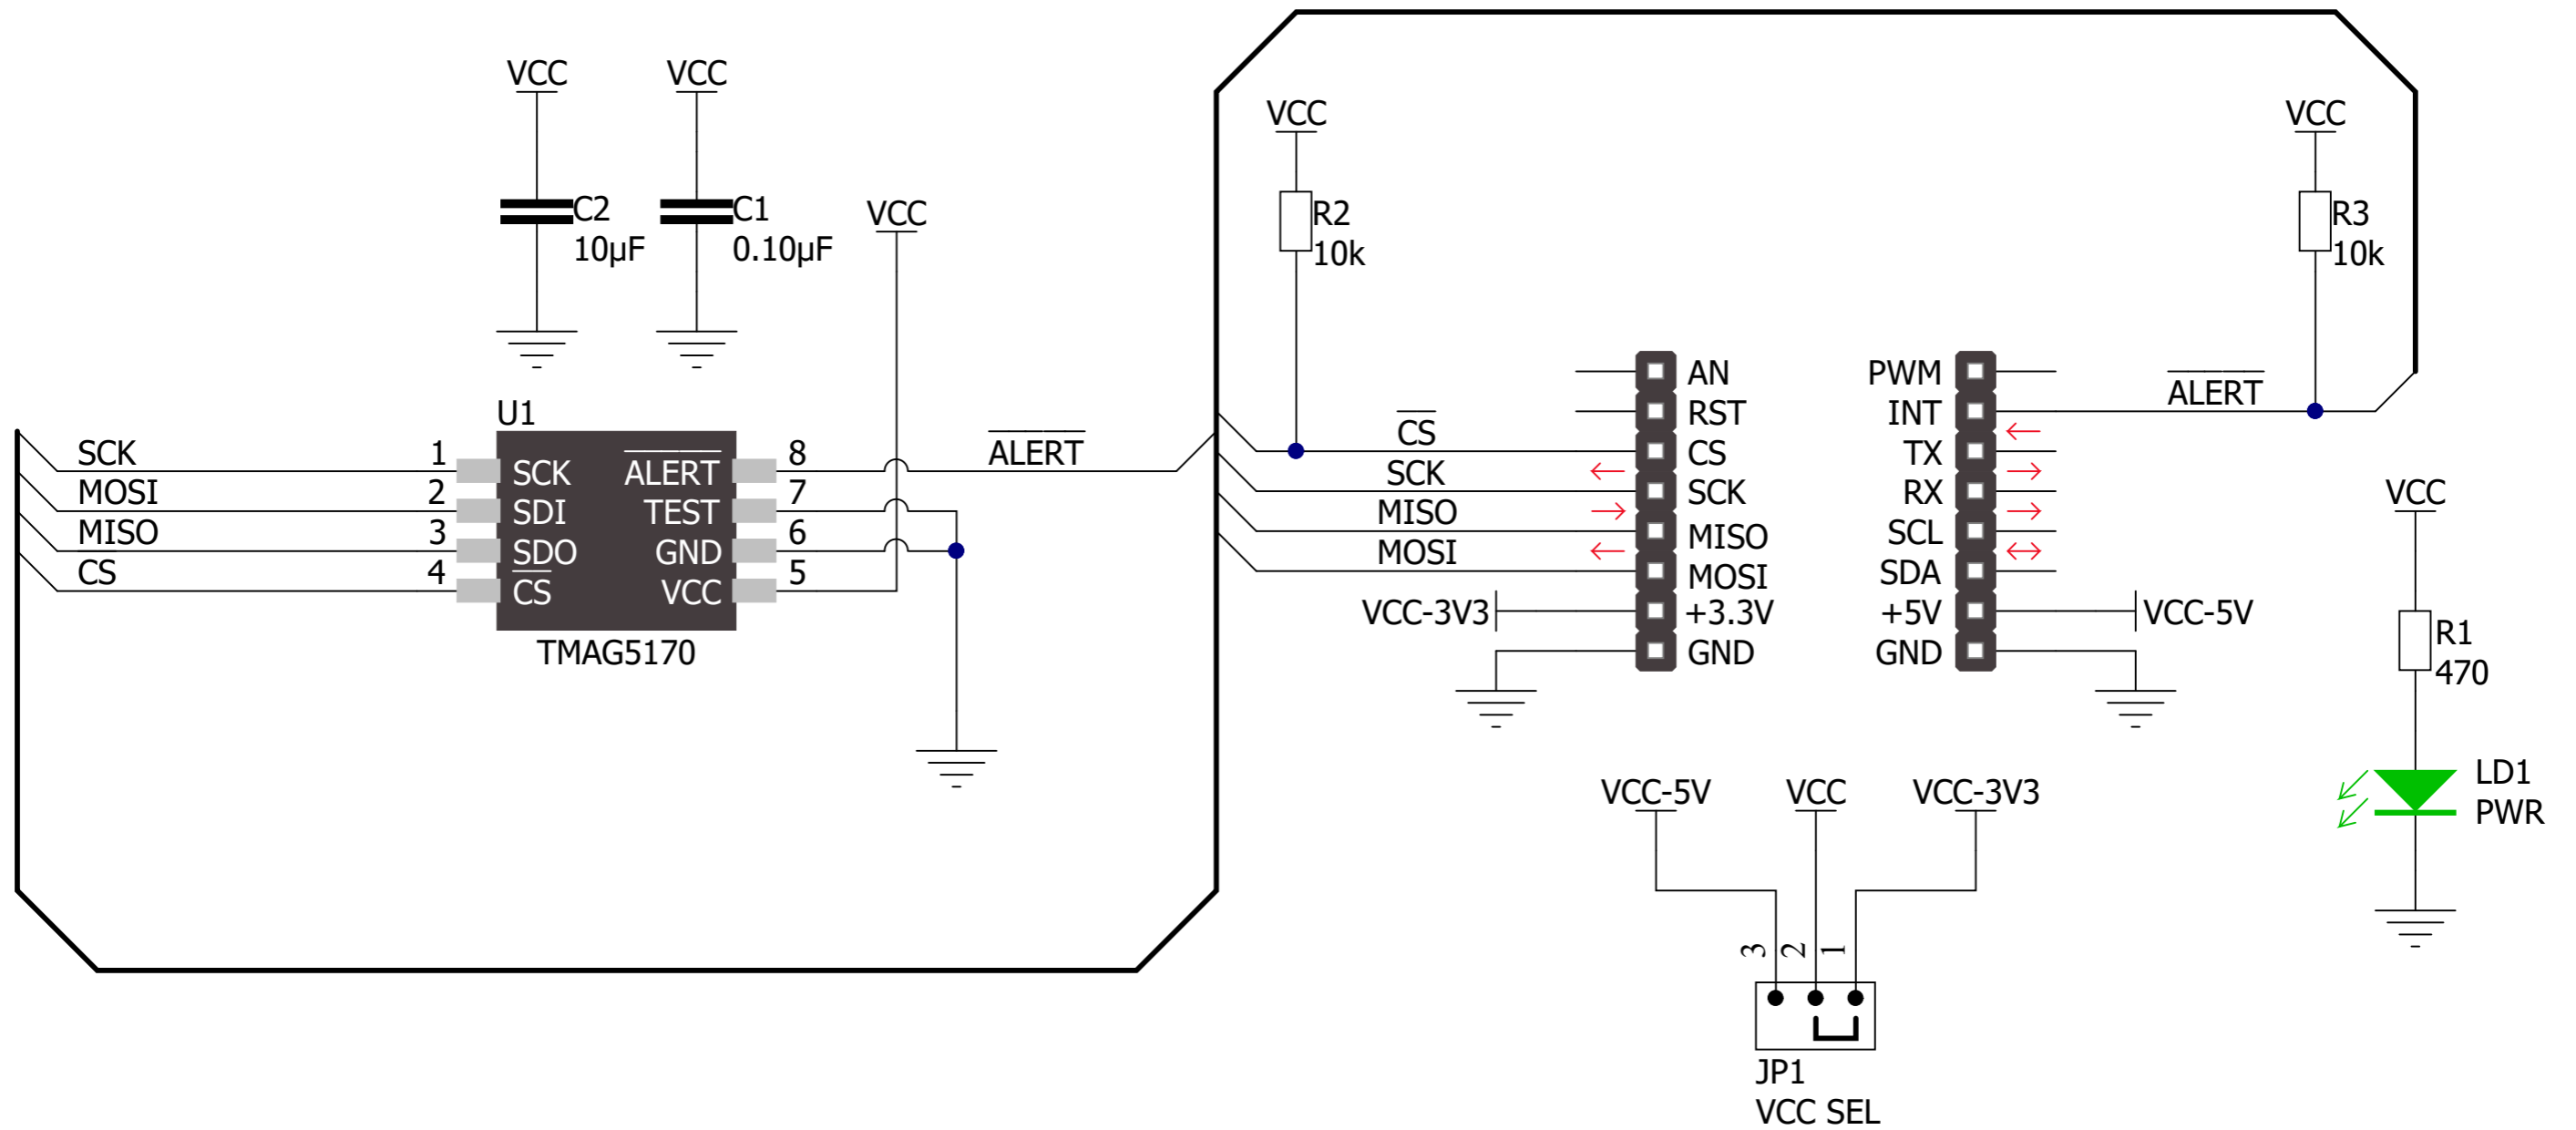 VCC
C2
10µF
VCC
C1
0.10µF
VCC
U1
SCK
MOSI
MISO
CS
1
2
3
4
SCK
SDI
SDO
CS
ALERT
TEST
GND
VCC
8
7
6
5
TMAG5170
ALERT
VCC
R2
10k
CS
SCK
MISO
MOSI
VCC-3V3
AN
RST
CS
SCK
MISO
MOSI
+3.3V
GND
PWM
INT
TX
RX
SCL
SDA
+5V
GND
VCC-5V
ALERT
VCC
R3
10k
VCC
R1
470
LD1
PWR
VCC-5V
VCC
VCC-3V3
3
2
1
JP1
VCC SEL